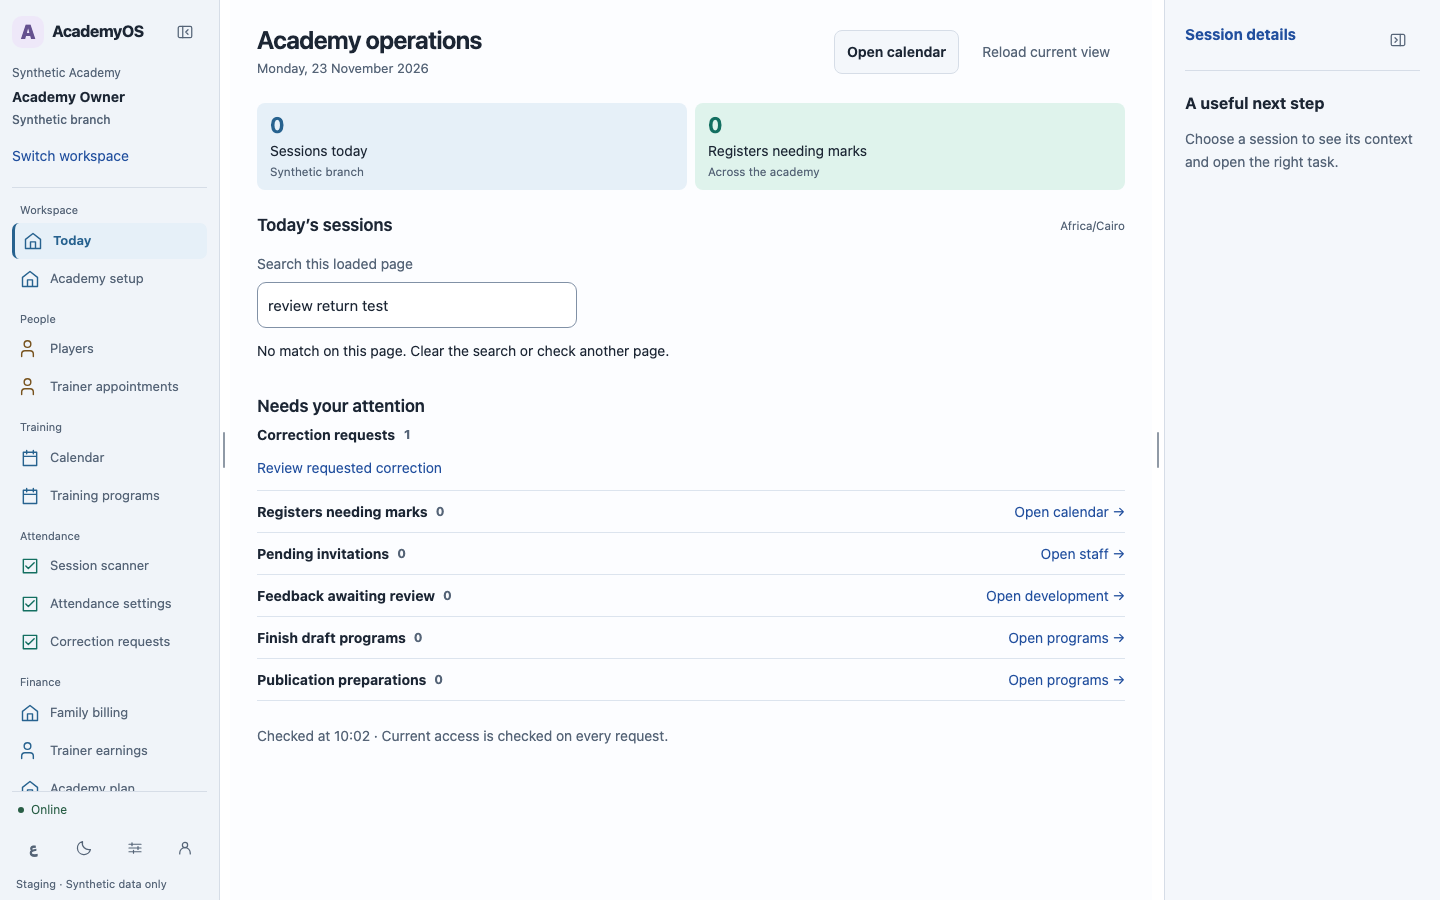 A AcademyOS
Synthetic Academy
Academy Owner
Synthetic branch
Switch workspace
Workspace
Today
Academy setup
People
Players
Trainer appointments
Training
Calendar
Training programs
Attendance
Session scanner
Attendance settings
Correction requests
Finance
Family billing
Trainer earnings
Academy plan
Online
ع
Staging · Synthetic data only
Academy operations
Monday, 23 November 2026
Open calendar
Reload current view
0
Sessions today
Synthetic branch
0
Registers needing marks
Across the academy
Today’s sessions
Africa/Cairo
Search this loaded page
review return test
No match on this page. Clear the search or check another page.
Needs your attention
Correction requests 1
Review requested correction
Registers needing marks 0 Open calendar →
Pending invitations 0 Open staff →
Feedback awaiting review 0 Open development →
Finish draft programs 0 Open programs →
Publication preparations 0 Open programs →
Checked at 10:02 · Current access is checked on every request.
Session details
A useful next step
Choose a session to see its context
and open the right task.